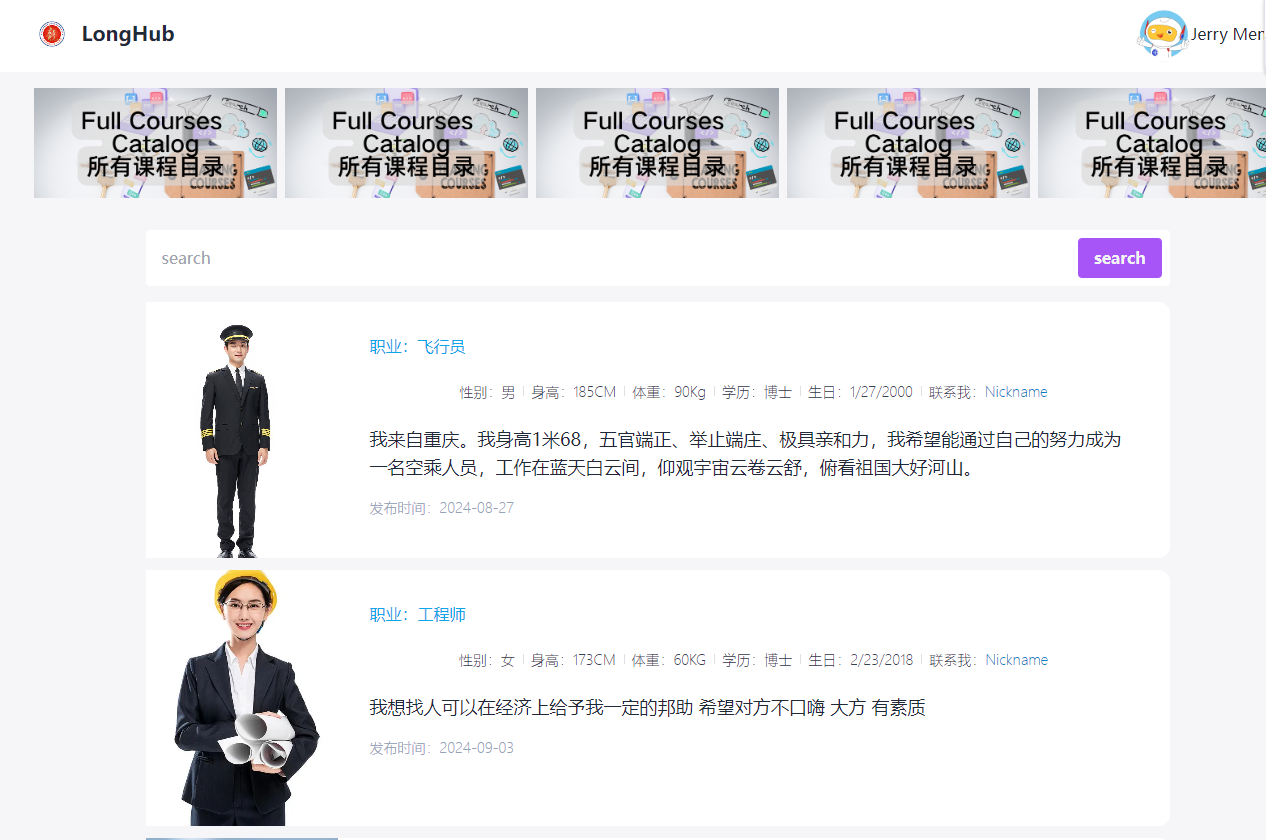 LongHub
Jerry Mer
Full Courses
Catalog
所有课程目录
COURSES
Full Courses
Catalog
所有课程目录
COURSES
Full Courses
Catalog
所有课程目录
COURSES
Full Courses
Catalog
所有课程目录
COURSES
Full Courses
Catalog
所有课程目录
COURSES
search
search
职业：飞行员
性别：男 | 身高：185CM | 体重：90Kg | 学历：博士 | 生日：1/27/2000 | 联系我：Nickname
我来自重庆。我身高1米68，五官端正、举止端庄、极具亲和力，我希望能通过自己的努力成为
一名空乘人员，工作在蓝天白云间，仰观宇宙云卷云舒，俯看祖国大好河山。
发布时间：2024-08-27
职业：工程师
性别：女 | 身高：173CM | 体重：60KG | 学历：博士 | 生日：2/23/2018 | 联系我：Nickname
我想找人可以在经济上给予我一定的邦助 希望对方不口嗨 大方 有素质
发布时间：2024-09-03